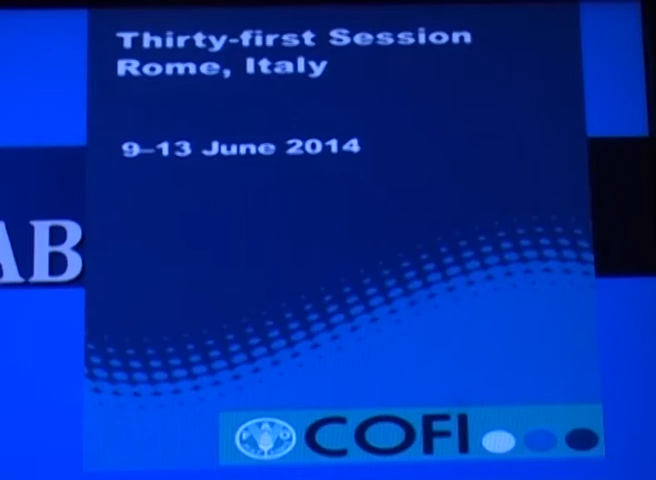 Thirty-first Session
Rome, Italy
9–13 June 2014
AB
COFI